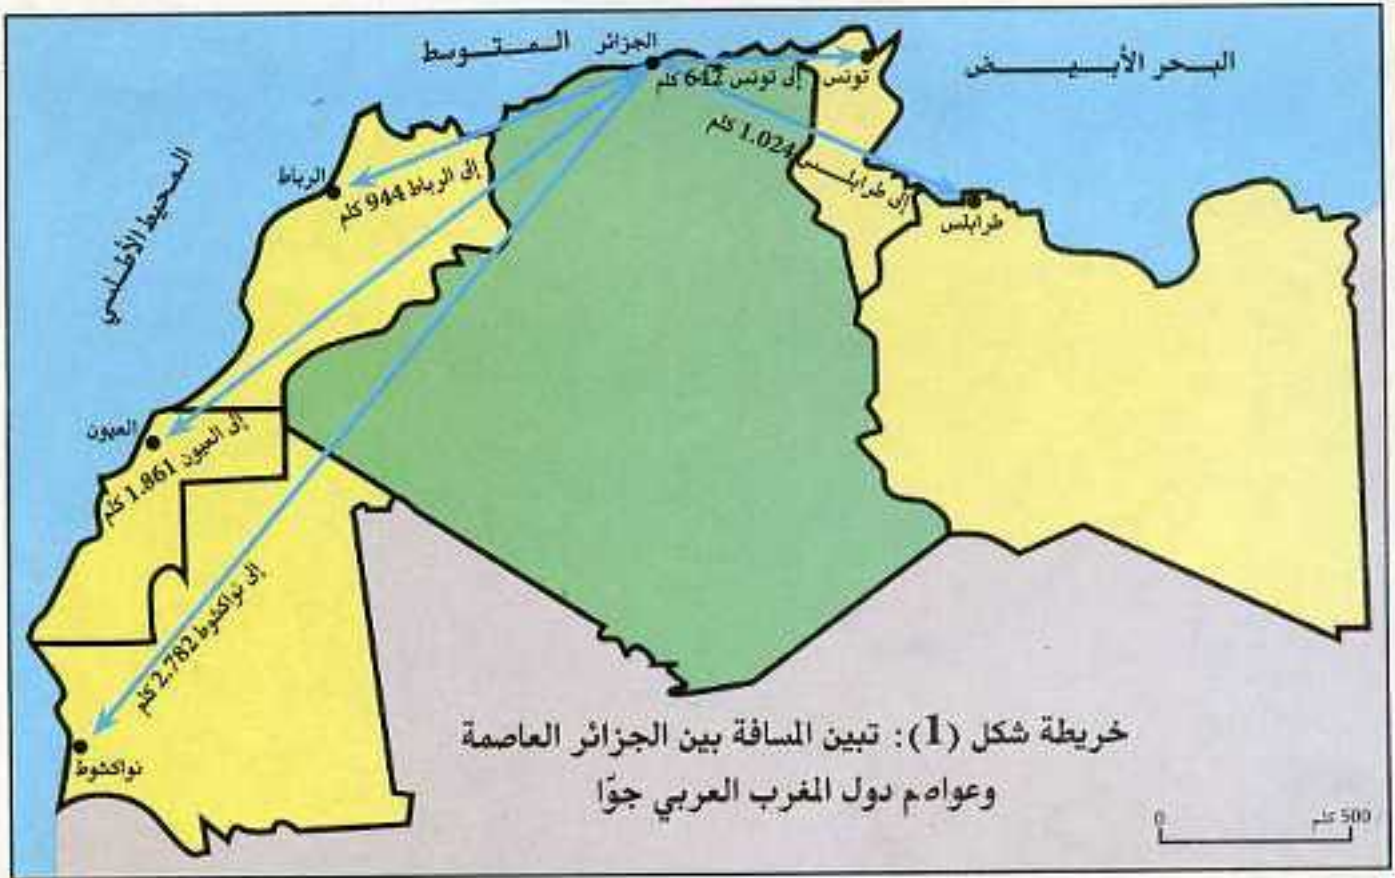 المتوسط
الجزائر
البحر الأبيض
تونس
إلى تونس 642 كلم
إلى طرابلس 1.024 كلم
المحيط الأطلسي
الرباط
إلى الرباط 944 كلم
طرابلس
العيون
إلى العيون 1.861 كلم
إلى نواكشوط 2.782 كلم
نواكشوط
خريطة شكل (1): تبين المسافة بين الجزائر العاصمة
وعواصم دول المغرب العربي جوّا
0 500 كلم